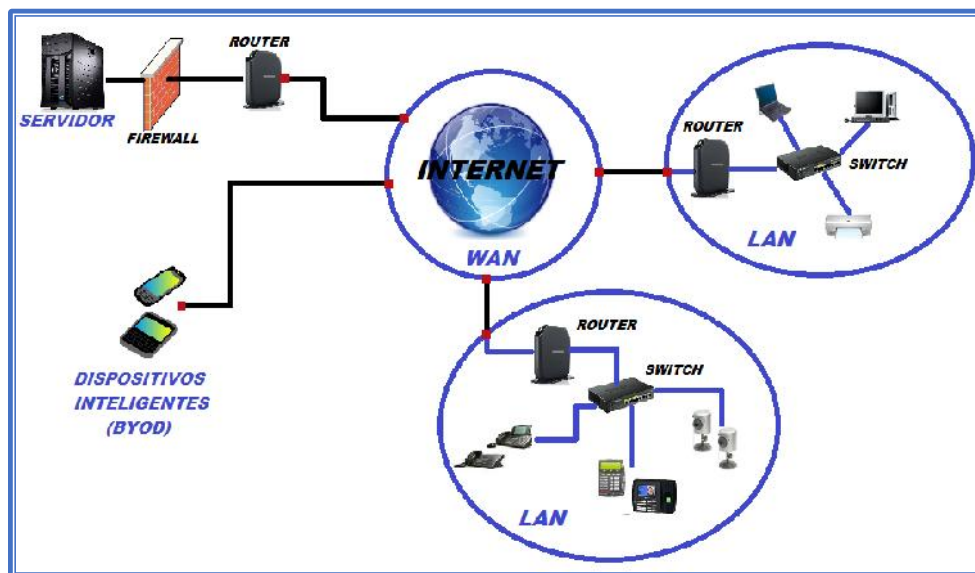 ROUTER
SERVIDOR
FIREWALL
INTERNET
WAN
ROUTER
SWITCH
LAN
DISPOSITIVOS
INTELIGENTES
(BYOD)
ROUTER
SWITCH
LAN